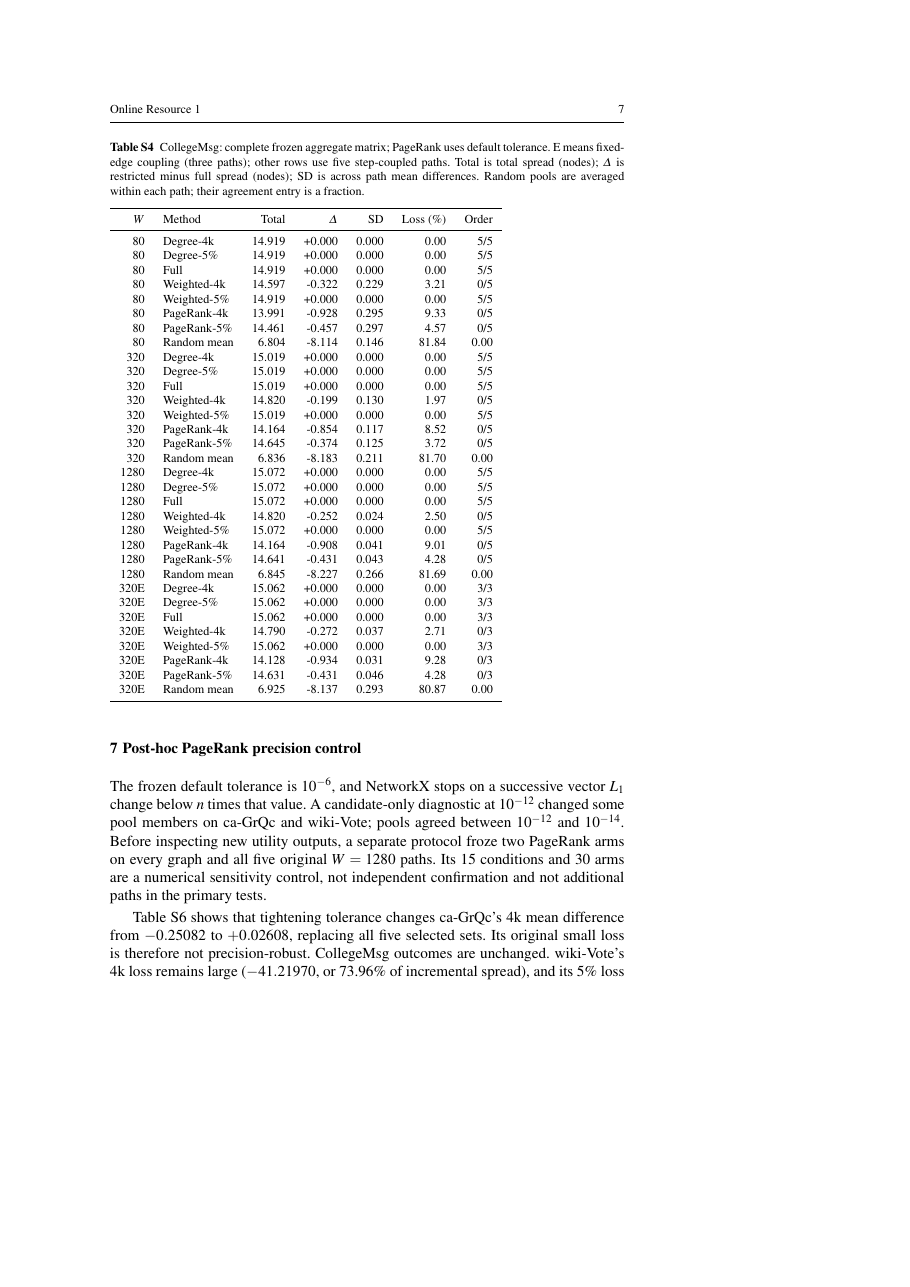 Online Resource 1 7
Table S4 CollegeMsg: complete frozen aggregate matrix; PageRank uses default tolerance. E means fixed-
edge coupling (three paths); other rows use five step-coupled paths. Total is total spread (nodes); Δ is
restricted minus full spread (nodes); SD is across path mean differences. Random pools are averaged
within each path; their agreement entry is a fraction.
W Method Total Δ SD Loss (%) Order
80 Degree-4k 14.919 +0.000 0.000 0.00 5/5
80 Degree-5% 14.919 +0.000 0.000 0.00 5/5
80 Full 14.919 +0.000 0.000 0.00 5/5
80 Weighted-4k 14.597 -0.322 0.229 3.21 0/5
80 Weighted-5% 14.919 +0.000 0.000 0.00 5/5
80 PageRank-4k 13.991 -0.928 0.295 9.33 0/5
80 PageRank-5% 14.461 -0.457 0.297 4.57 0/5
80 Random mean 6.804 -8.114 0.146 81.84 0.00
320 Degree-4k 15.019 +0.000 0.000 0.00 5/5
320 Degree-5% 15.019 +0.000 0.000 0.00 5/5
320 Full 15.019 +0.000 0.000 0.00 5/5
320 Weighted-4k 14.820 -0.199 0.130 1.97 0/5
320 Weighted-5% 15.019 +0.000 0.000 0.00 5/5
320 PageRank-4k 14.164 -0.854 0.117 8.52 0/5
320 PageRank-5% 14.645 -0.374 0.125 3.72 0/5
320 Random mean 6.836 -8.183 0.211 81.70 0.00
1280 Degree-4k 15.072 +0.000 0.000 0.00 5/5
1280 Degree-5% 15.072 +0.000 0.000 0.00 5/5
1280 Full 15.072 +0.000 0.000 0.00 5/5
1280 Weighted-4k 14.820 -0.252 0.024 2.50 0/5
1280 Weighted-5% 15.072 +0.000 0.000 0.00 5/5
1280 PageRank-4k 14.164 -0.908 0.041 9.01 0/5
1280 PageRank-5% 14.641 -0.431 0.043 4.28 0/5
1280 Random mean 6.845 -8.227 0.266 81.69 0.00
320E Degree-4k 15.062 +0.000 0.000 0.00 3/3
320E Degree-5% 15.062 +0.000 0.000 0.00 3/3
320E Full 15.062 +0.000 0.000 0.00 3/3
320E Weighted-4k 14.790 -0.272 0.037 2.71 0/3
320E Weighted-5% 15.062 +0.000 0.000 0.00 3/3
320E PageRank-4k 14.128 -0.934 0.031 9.28 0/3
320E PageRank-5% 14.631 -0.431 0.046 4.28 0/3
320E Random mean 6.925 -8.137 0.293 80.87 0.00
7 Post-hoc PageRank precision control
The frozen default tolerance is 10⁻⁶, and NetworkX stops on a successive vector L₁
change below n times that value. A candidate-only diagnostic at 10⁻¹² changed some
pool members on ca-GrQc and wiki-Vote; pools agreed between 10⁻¹² and 10⁻¹⁴.
Before inspecting new utility outputs, a separate protocol froze two PageRank arms
on every graph and all five original W = 1280 paths. Its 15 conditions and 30 arms
are a numerical sensitivity control, not independent confirmation and not additional
paths in the primary tests.
Table S6 shows that tightening tolerance changes ca-GrQc’s 4k mean difference
from −0.25082 to +0.02608, replacing all five selected sets. Its original small loss
is therefore not precision-robust. CollegeMsg outcomes are unchanged. wiki-Vote’s
4k loss remains large (−41.21970, or 73.96% of incremental spread), and its 5% loss